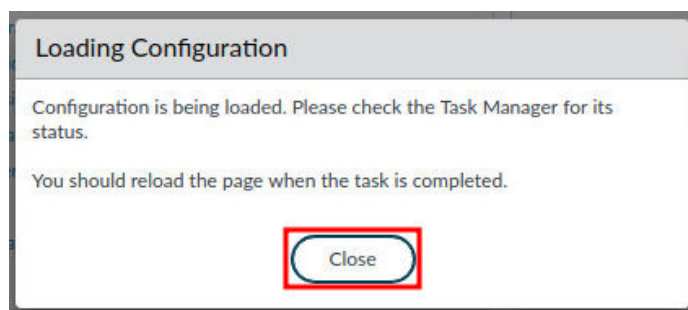 Loading Configuration
Configuration is being loaded. Please check the Task Manager for its
status.
You should reload the page when the task is completed.
Close